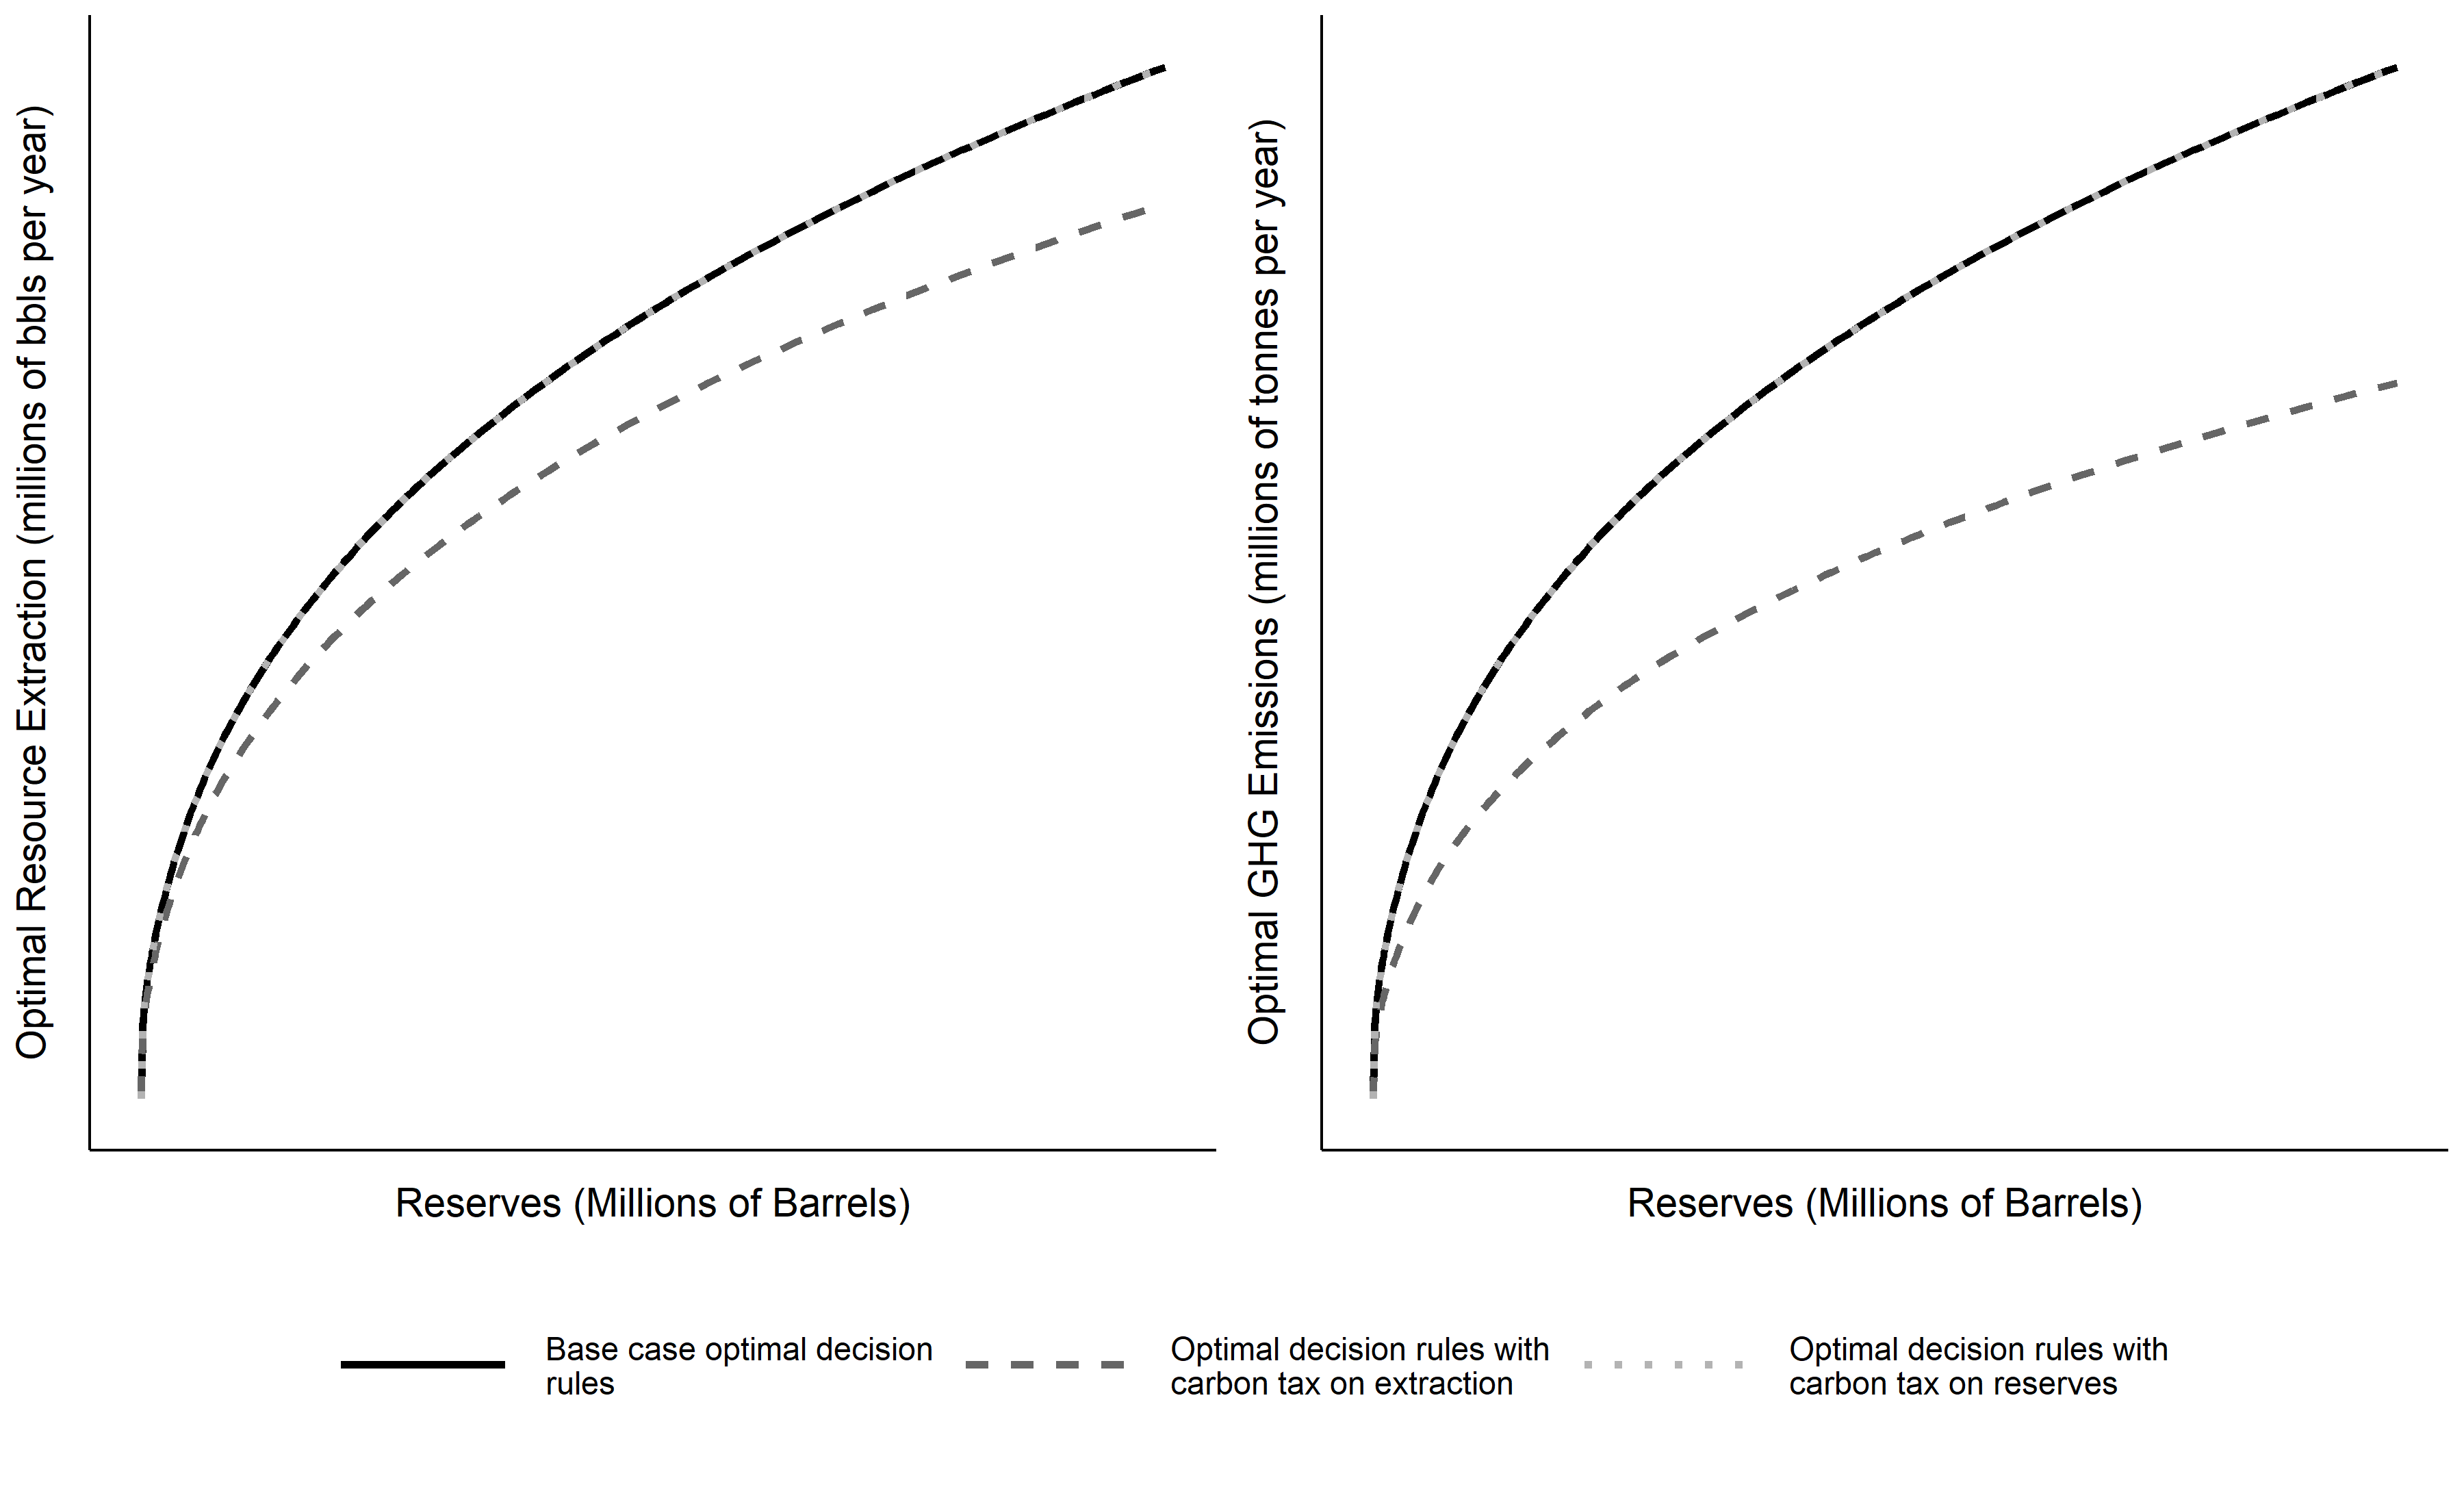 Optimal Resource Extraction (millions of bbls per year)
Reserves (Millions of Barrels)
Optimal GHG Emissions (millions of tonnes per year)
Reserves (Millions of Barrels)
Base case optimal decision
rules
Optimal decision rules with
carbon tax on extraction
Optimal decision rules with
carbon tax on reserves